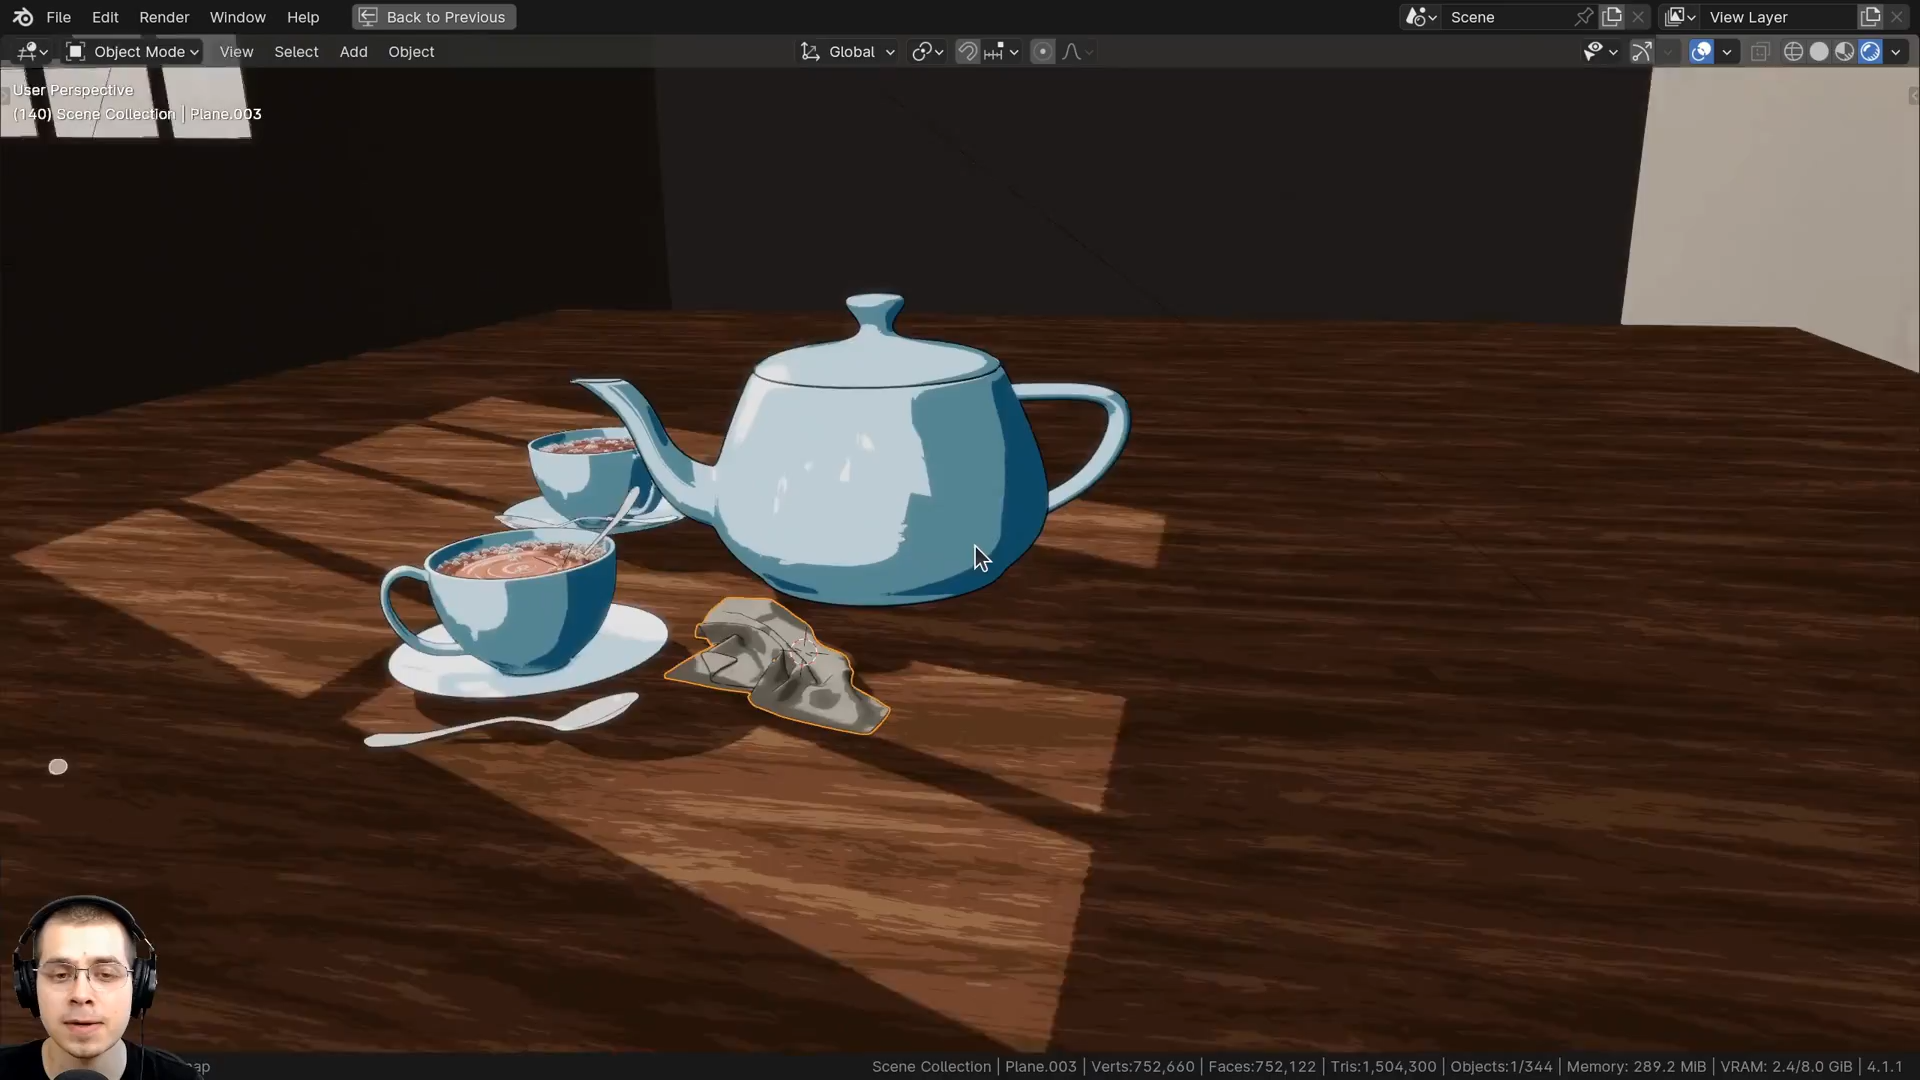 File Edit Render Window Help Back to Previous Scene View Layer
Object Mode View Select Add Object Global
User Perspective
(140) Scene Collection | Plane.003
Scene Collection | Plane.003 | Verts:752,660 | Faces:752,122 | Tris:1,504,300 | Objects:1/344 | Memory: 289.2 MiB | VRAM: 2.4/8.0 GiB | 4.1.1